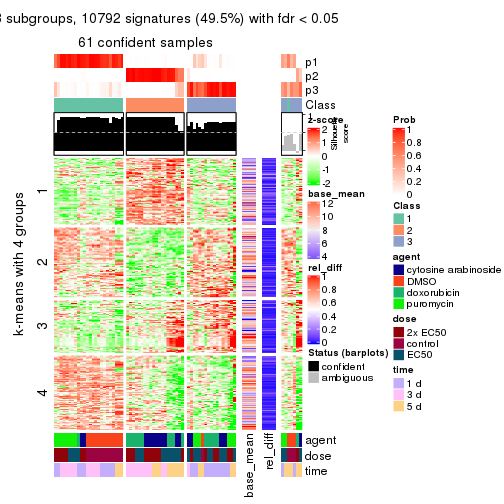 3 subgroups, 10792 signatures (49.5%) with fdr < 0.05
61 confident samples
p1
p2
p3
Class
1
z-score
2
1
0
-1
-2
Silhouette
score
base_mean
12
10
8
6
4
rel_diff
1
0.8
0.6
0.4
0.2
0
Status (barplots)
confident
ambiguous
Prob
1
0.8
0.6
0.4
0.2
0
Class
1
2
3
agent
cytosine arabinoside
DMSO
doxorubicin
puromycin
dose
2x EC50
control
EC50
time
1 d
3 d
5 d
k-means with 4 groups
1
2
3
4
agent
dose
time
base_mean
rel_diff